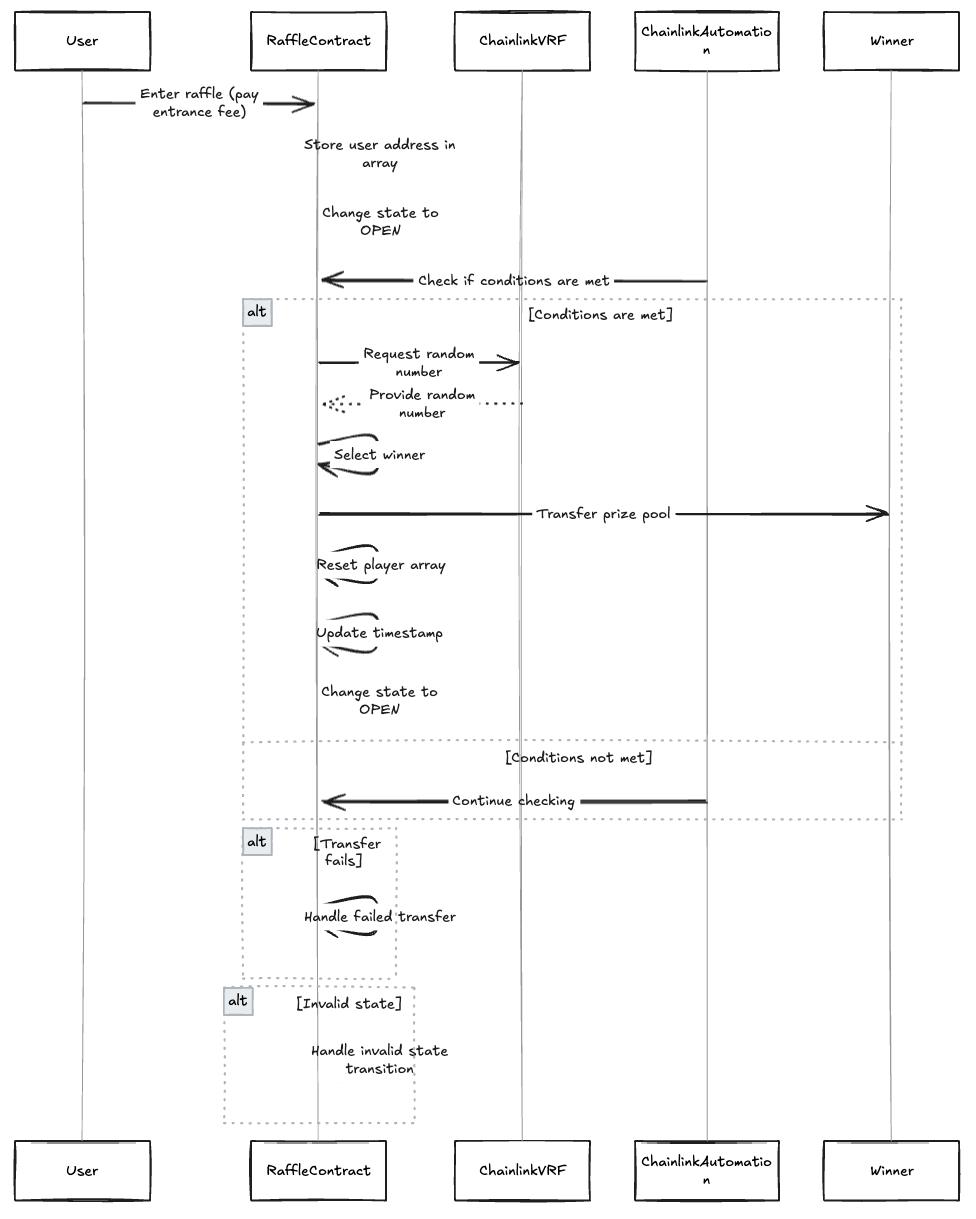 User
RaffleContract
ChainlinkVRF
ChainlinkAutomatio
n
Winner
Enter raffle (pay
entrance fee)
Store user address in
array
Change state to
OPEN
Check if conditions are met
alt
[Conditions are met]
Request random
number
Provide random
number
Select winner
Transfer prize pool
Reset player array
Update timestamp
Change state to
OPEN
[Conditions not met]
Continue checking
alt
[Transfer
fails]
Handle failed transfer
alt
[Invalid state]
Handle invalid state
transition
User
RaffleContract
ChainlinkVRF
ChainlinkAutomatio
n
Winner